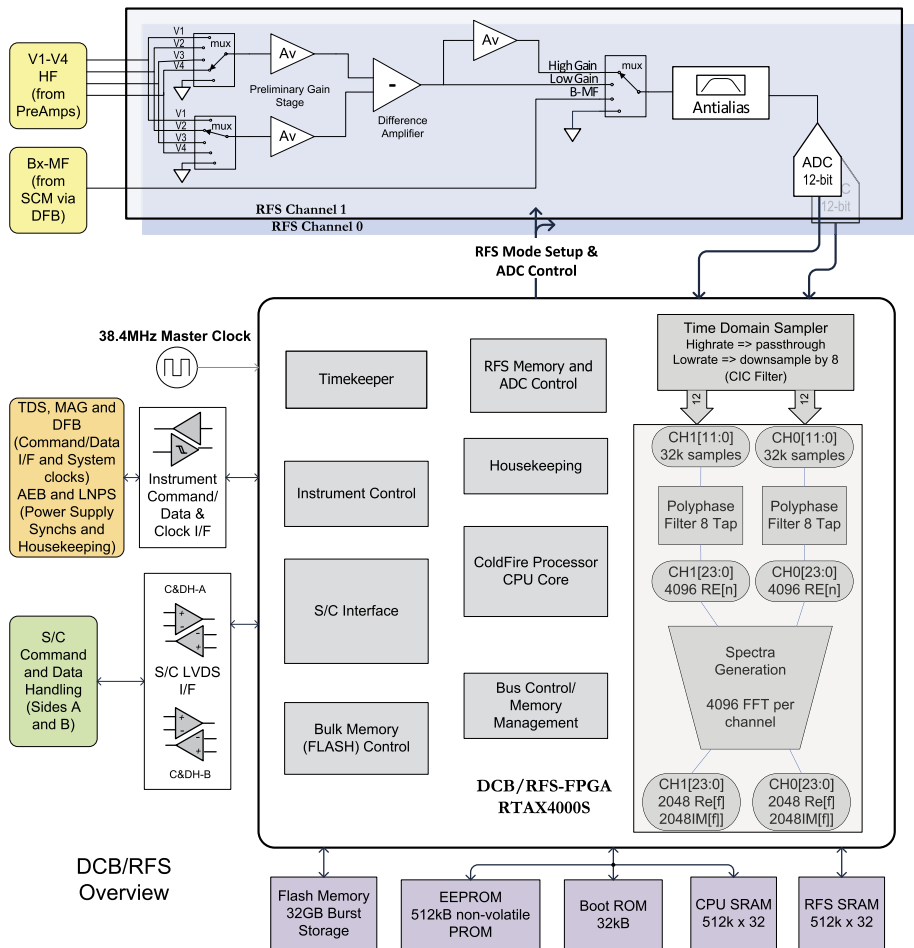 V1-V4
HF
(from
PreAmps)
Bx-MF
(from
SCM via
DFB)
V1
V2
V3
V4
mux
Av
Preliminary Gain
Stage
V1
V2
V3
V4
mux
Av
-
Difference
Amplifier
Av
High Gain
Low Gain
B-MF
mux
Antialias
ADC
12-bit
C
12-bit
RFS Channel 1
RFS Channel 0
RFS Mode Setup &
ADC Control
38.4MHz Master Clock
TDS, MAG and
DFB
(Command/Data
I/F and System
clocks)
AEB and LNPS
(Power Supply
Synchs and
Housekeeping)
Instrument
Command/
Data &
Clock I/F
S/C
Command
and Data
Handling
(Sides A
and B)
C&DH-A
S/C LVDS
I/F
C&DH-B
Timekeeper
Instrument Control
S/C Interface
Bulk Memory
(FLASH) Control
RFS Memory and
ADC Control
Housekeeping
ColdFire Processor
CPU Core
Bus Control/
Memory
Management
DCB/RFS-FPGA
RTAX4000S
Time Domain Sampler
Highrate => passthrough
Lowrate => downsample by 8
(CIC Filter)
12
12
CH1[11:0]
32k samples
CH0[11:0]
32k samples
Polyphase
Filter 8 Tap
Polyphase
Filter 8 Tap
CH1[23:0]
4096 RE[n]
CH0[23:0]
4096 RE[n]
Spectra
Generation
4096 FFT per
channel
CH1[23:0]
2048 Re[f]
2048IM[f]]
CH0[23:0]
2048 Re[f]
2048IM[f]]
DCB/RFS
Overview
Flash Memory
32GB Burst
Storage
EEPROM
512kB non-volatile
PROM
Boot ROM
32kB
CPU SRAM
512k x 32
RFS SRAM
512k x 32